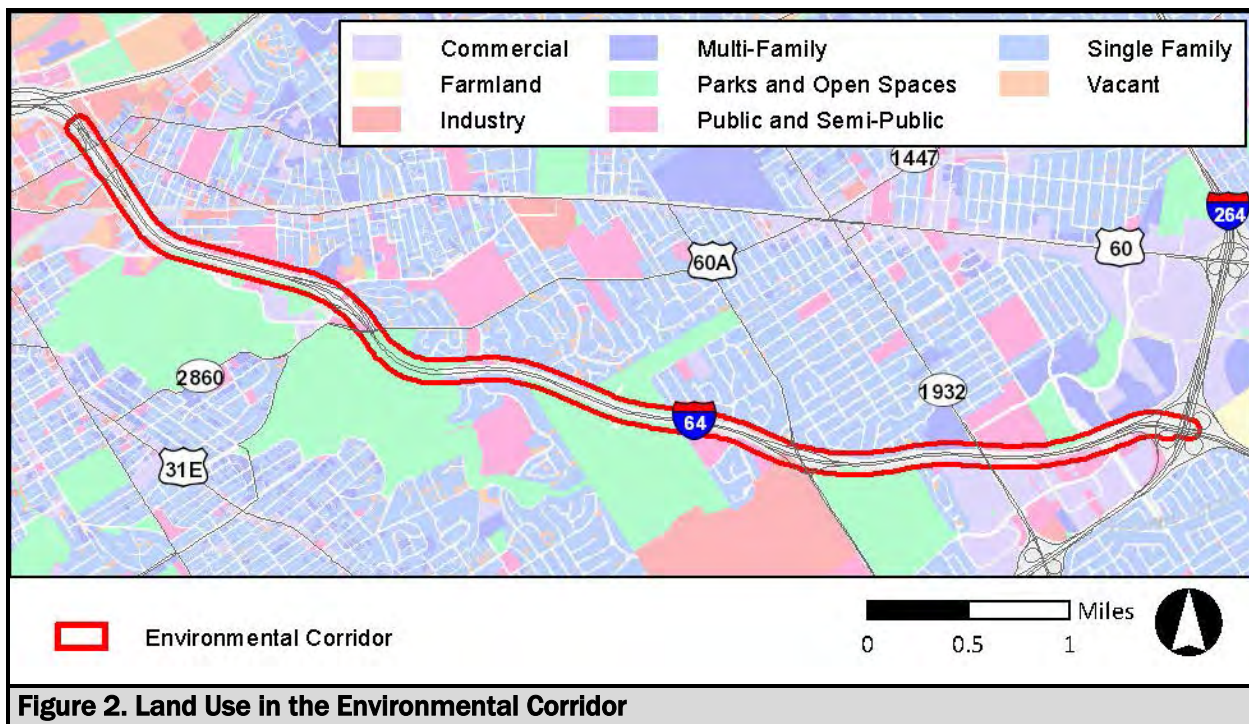 Commercial
Farmland
Industry
Multi-Family
Parks and Open Spaces
Public and Semi-Public
Single Family
Vacant
1447
264
60
60A
2860
1932
64
31E
Environmental Corridor
Miles
0 0.5 1
Figure 2. Land Use in the Environmental Corridor